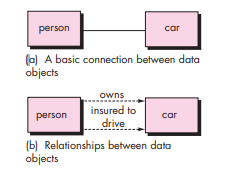 person car
(a) A basic connection between data
objects
owns
person insured to car
drive
(b) Relationships between data
objects